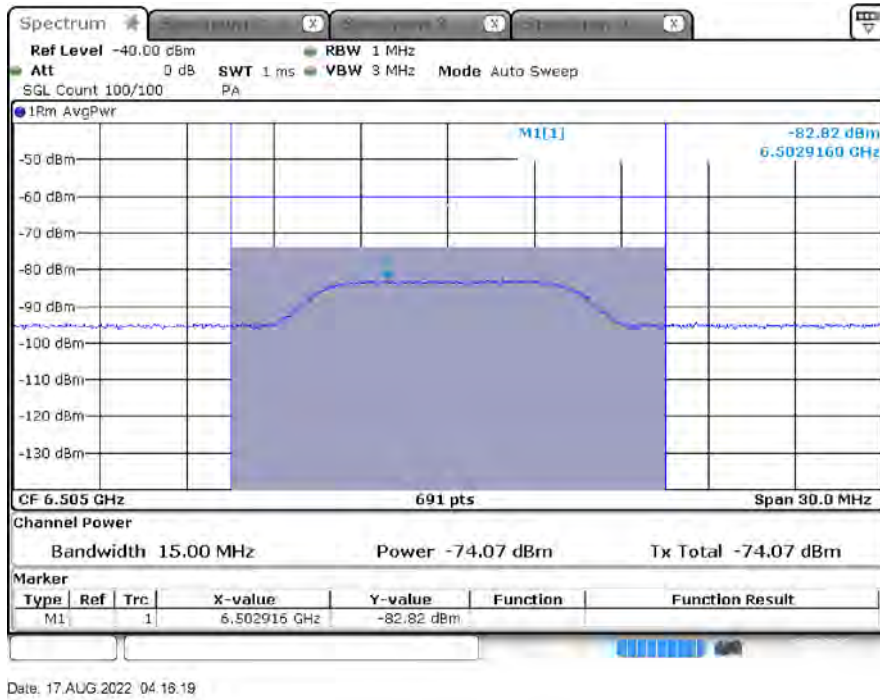 Spectrum
X
X
X
Ref Level -40.00 dBm RBW 1 MHz
Att 0 dB SWT 1 ms VBW 3 MHz Mode Auto Sweep
SGL Count 100/100 PA
1Rm AvgPwr
M1[1] -82.82 dBm
6.5029160 GHz
-50 dBm
-60 dBm
-70 dBm
-80 dBm
-90 dBm
-100 dBm
-110 dBm
-120 dBm
-130 dBm
CF 6.505 GHz 691 pts Span 30.0 MHz
Channel Power
Bandwidth 15.00 MHz Power -74.07 dBm Tx Total -74.07 dBm
Marker
Type Ref Trc X-value Y-value Function Function Result
M1 1 6.502916 GHz -82.82 dBm
Date: 17.AUG.2022 04:16:19